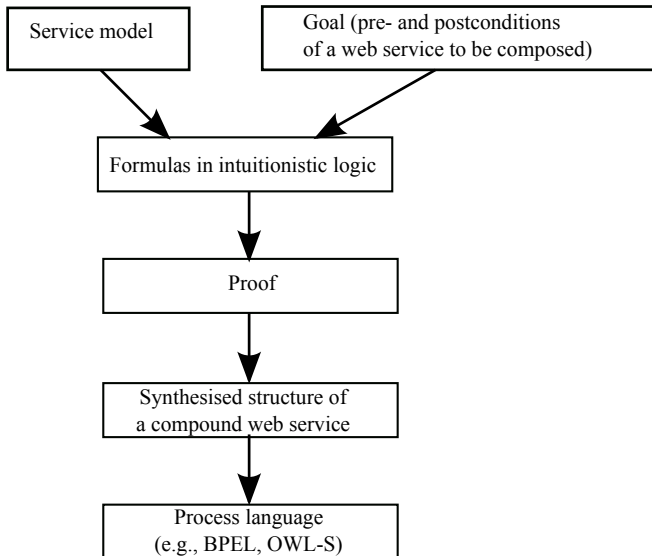 Service model
Goal (pre- and postconditions
of a web service to be composed)
Formulas in intuitionistic logic
Proof
Synthesised structure of
a compound web service
Process language
(e.g., BPEL, OWL-S)